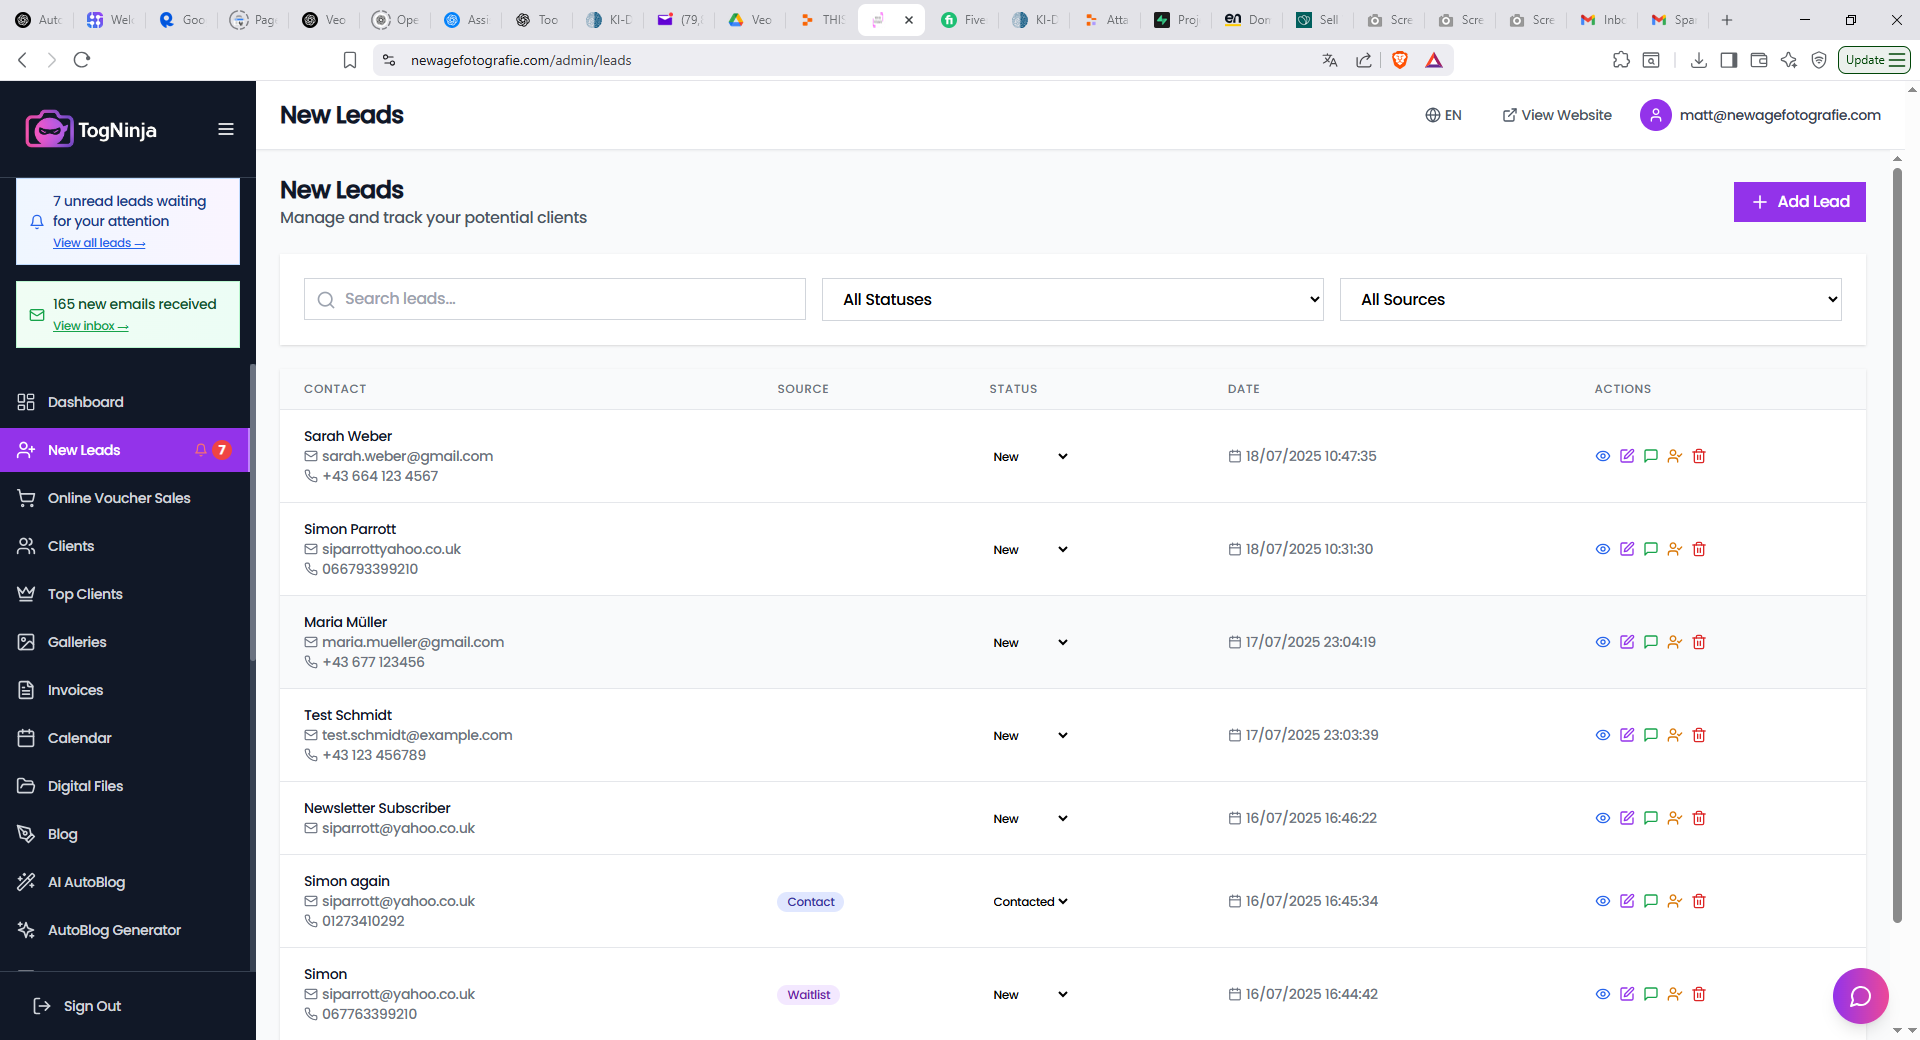 Auto
Welc
Goo
Page
Veo
Ope
Assi
Too
KI-D
(79,
Veo
THIS
Five
KI-D
Atta
Proj
en Don
Sell
Scre
Scre
Scre
Inbo
Spar
newagefotografie.com/admin/leads
Update
TogNinja
7 unread leads waiting
for your attention
View all leads →
165 new emails received
View inbox →
Dashboard
New Leads 7
Online Voucher Sales
Clients
Top Clients
Galleries
Invoices
Calendar
Digital Files
Blog
AI AutoBlog
AutoBlog Generator
Sign Out
New Leads
EN
View Website
matt@newagefotografie.com
New Leads
Manage and track your potential clients
Add Lead
Search leads...
All Statuses
All Sources
CONTACT SOURCE STATUS DATE ACTIONS
Sarah Weber
sarah.weber@gmail.com
+43 664 123 4567
New
18/07/2025 10:47:35
Simon Parrott
siparrottyahoo.co.uk
066793399210
New
18/07/2025 10:31:30
Maria Müller
maria.mueller@gmail.com
+43 677 123456
New
17/07/2025 23:04:19
Test Schmidt
test.schmidt@example.com
+43 123 456789
New
17/07/2025 23:03:39
Newsletter Subscriber
siparrott@yahoo.co.uk
New
16/07/2025 16:46:22
Simon again
siparrott@yahoo.co.uk
01273410292
Contact
Contacted
16/07/2025 16:45:34
Simon
siparrott@yahoo.co.uk
067763399210
Waitlist
New
16/07/2025 16:44:42